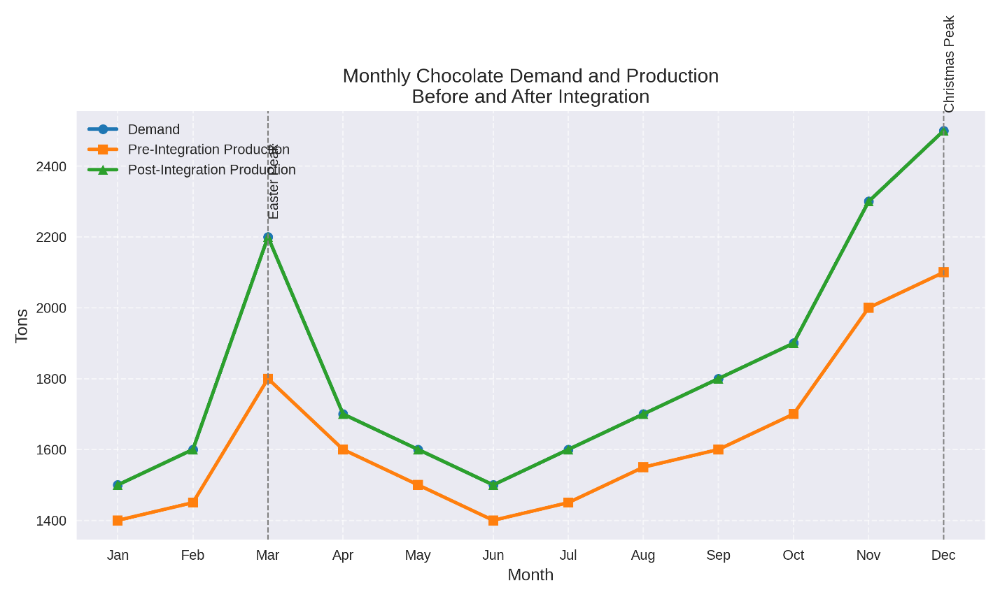 Christmas Peak
Monthly Chocolate Demand and Production
Before and After Integration
Demand
Pre-Integration Production
Post-Integration Production
Easter Peak
2400
2200
2000
1800
1600
1400
Tons
Jan Feb Mar Apr May Jun Jul Aug Sep Oct Nov Dec
Month